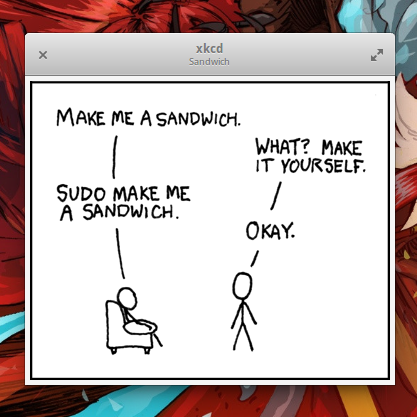 xkcd
Sandwich
MAKE ME A SANDWICH.
WHAT? MAKE
IT YOURSELF.
SUDO MAKE ME
A SANDWICH.
OKAY.